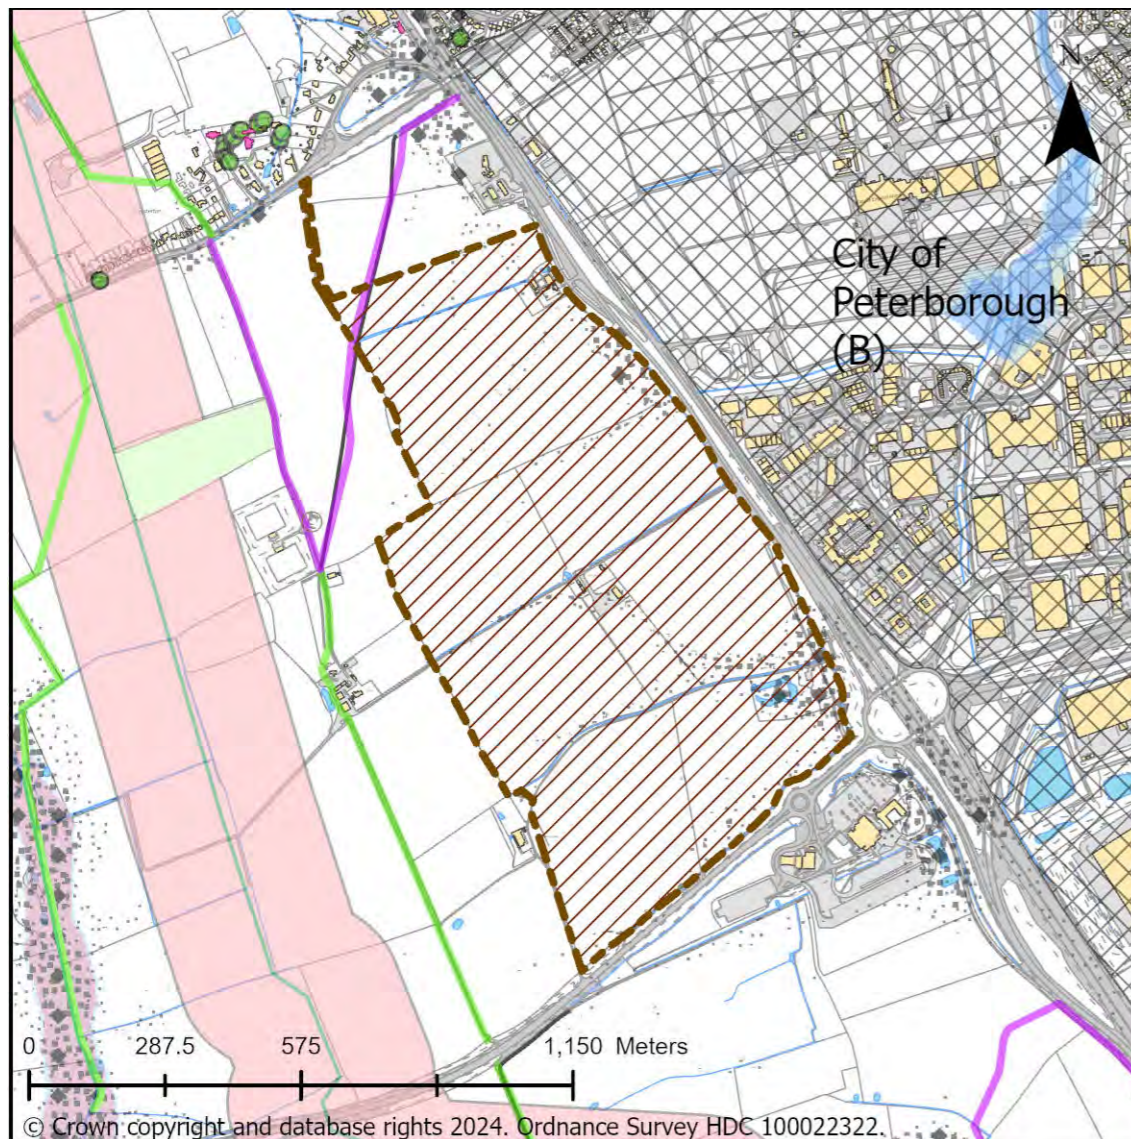 N
City of
Peterborough
(B)
0 287.5 575 1,150 Meters
© Crown copyright and database rights 2024. Ordnance Survey HDC 100022322.